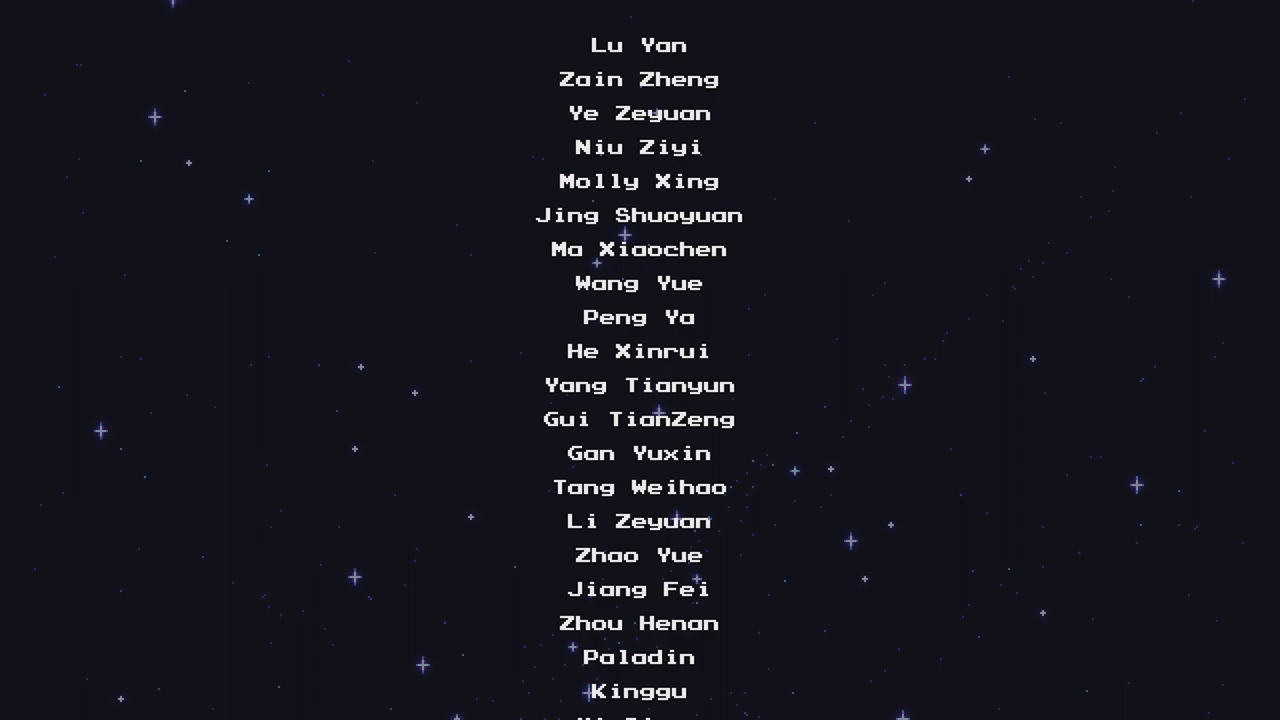 Lu Yan
Zain Zheng
Ye Zeyuan
Niu Ziyi
Molly Xing
Jing Shuoyuan
Ma Xiaochen
Wang Yue
Peng Ya
He Xinrui
Yang Tianyun
Gui TianZeng
Gan Yuxin
Tang Weihao
Li Zeyuan
Zhao Yue
Jiang Fei
Zhou Henan
Paladin
Kinggu